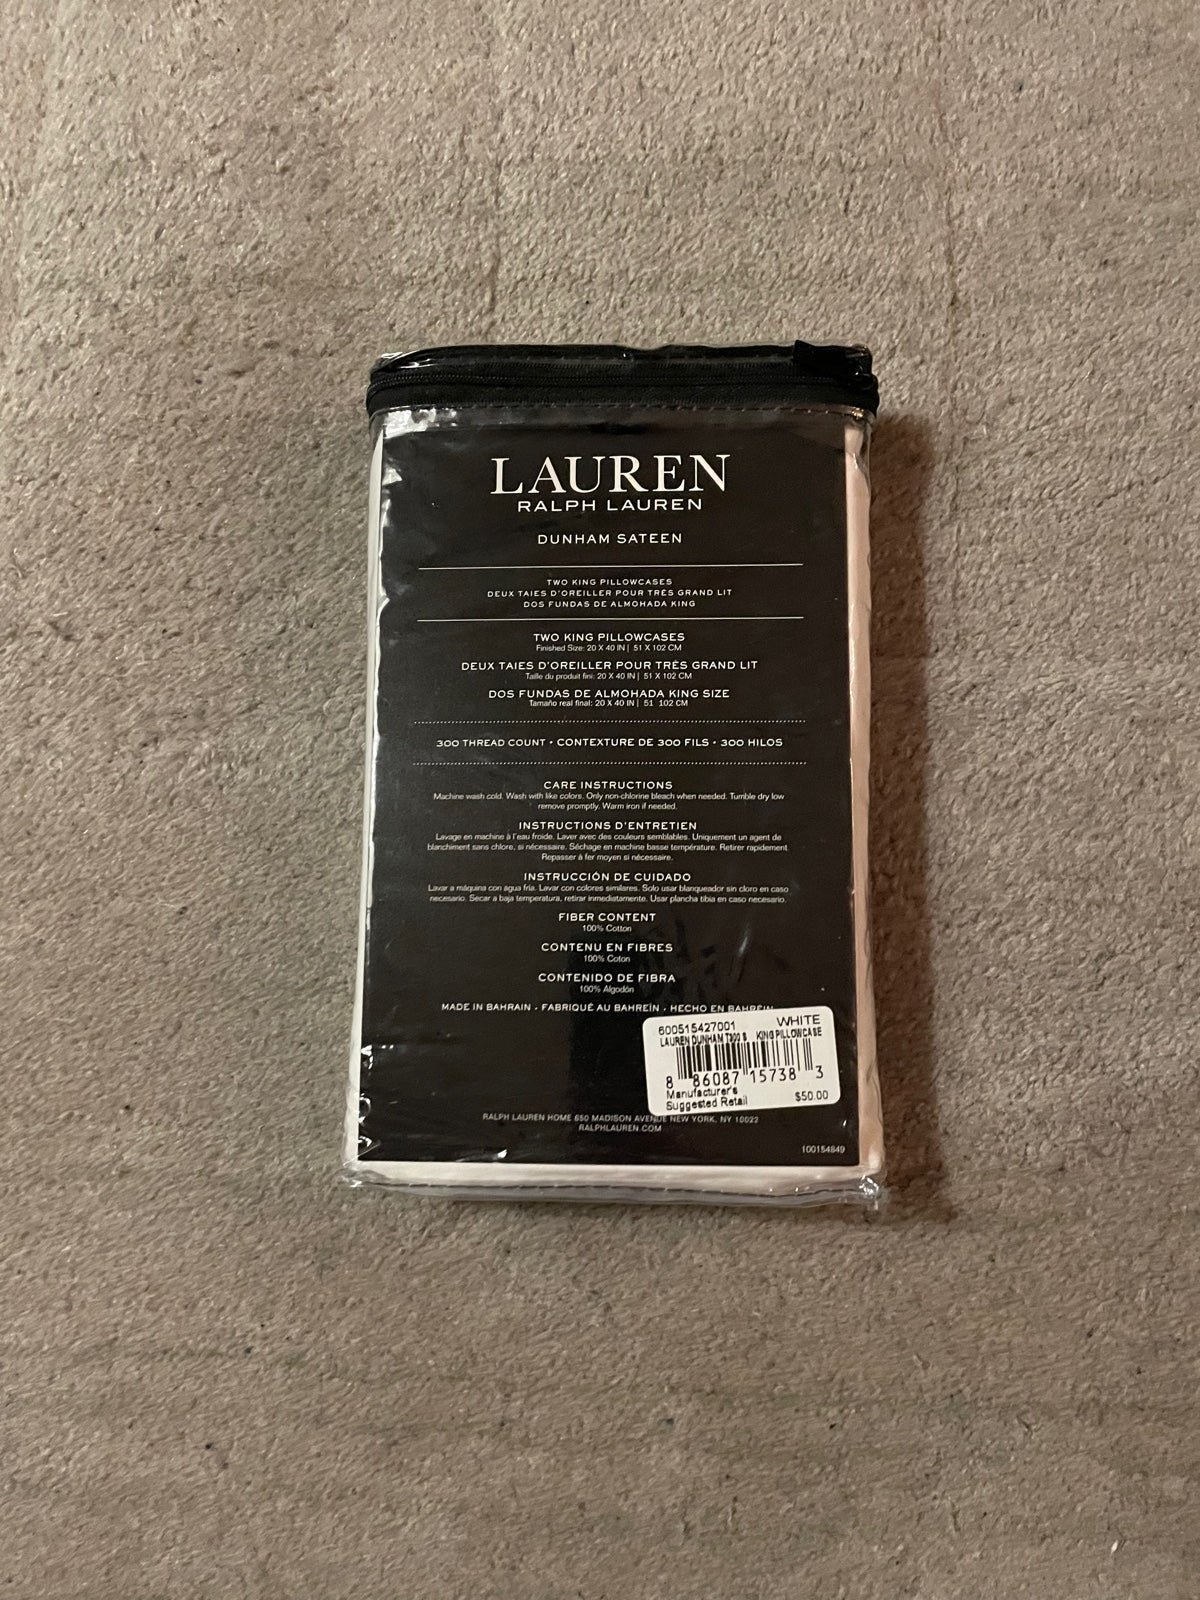 LAUREN
RALPH LAUREN
DUNHAM SATEEN
TWO KING PILLOWCASES
DEUX TAIES D'OREILLER POUR TRÈS GRAND LIT
DOS FUNDAS DE ALMOHADA KING
TWO KING PILLOWCASES
Finished Size: 20 X 40 IN | 51 X 102 CM
DEUX TAIES D'OREILLER POUR TRÈS GRAND LIT
Taille du produit fini: 20 X 40 IN | 51 X 102 CM
DOS FUNDAS DE ALMOHADA KING SIZE
Tamaño real final: 20 X 40 IN | 51 102 CM
300 THREAD COUNT • CONTEXTURE DE 300 FILS • 300 HILOS
CARE INSTRUCTIONS
Machine wash cold. Wash with like colors. Only non-chlorine bleach when needed. Tumble dry low
remove promptly. Warm iron if needed.
INSTRUCTIONS D'ENTRETIEN
Lavage en machine à l'eau froide. Laver avec des couleurs semblables. Uniquement un agent de
blanchiment sans chlore, si nécessaire. Séchage en machine basse température. Retirer rapidement.
Repasser à fer moyen si nécessaire.
INSTRUCCIÓN DE CUIDADO
Lavar a máquina con agua fría. Lavar con colores similares. Solo usar blanqueador sin cloro en caso
necesario. Secar a baja temperatura, retirar inmediatamente. Usar plancha tibia en caso necesario.
FIBER CONTENT
100% Cotton
CONTENU EN FIBRES
100% Coton
CONTENIDO DE FIBRA
100% Algodón
MADE IN BAHRAIN • FABRIQUÉ AU BAHREÏN • HECHO EN BAHREIN
600515427001 WHITE
LAUREN DUNHAM T300 S KING PILLOWCASE
8 86087 15738 3
Manufacturer's
Suggested Retail $50.00
RALPH LAUREN HOME 650 MADISON AVENUE NEW YORK, NY 10022
RALPHLAUREN.COM
100154849